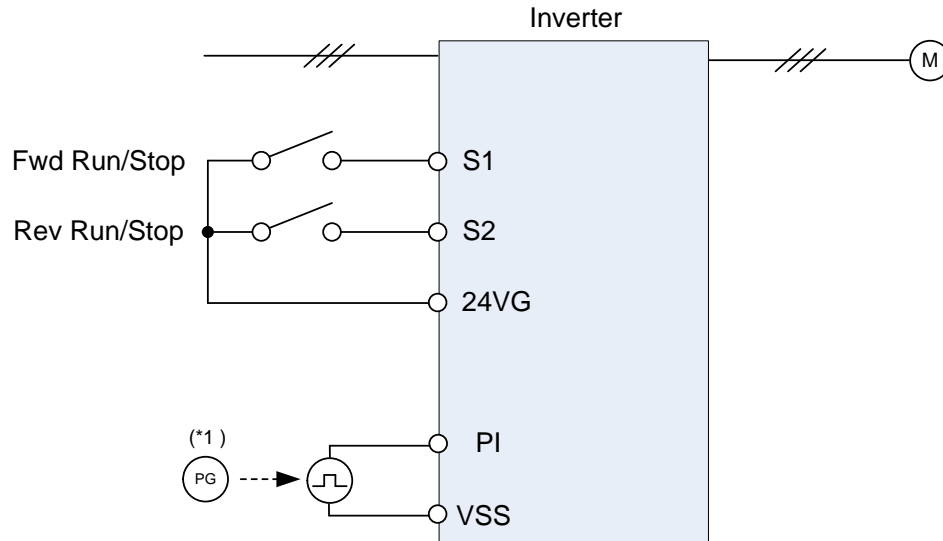 Inverter
M
Fwd Run/Stop
S1
Rev Run/Stop
S2
24VG
(*1 )
PI
PG
VSS